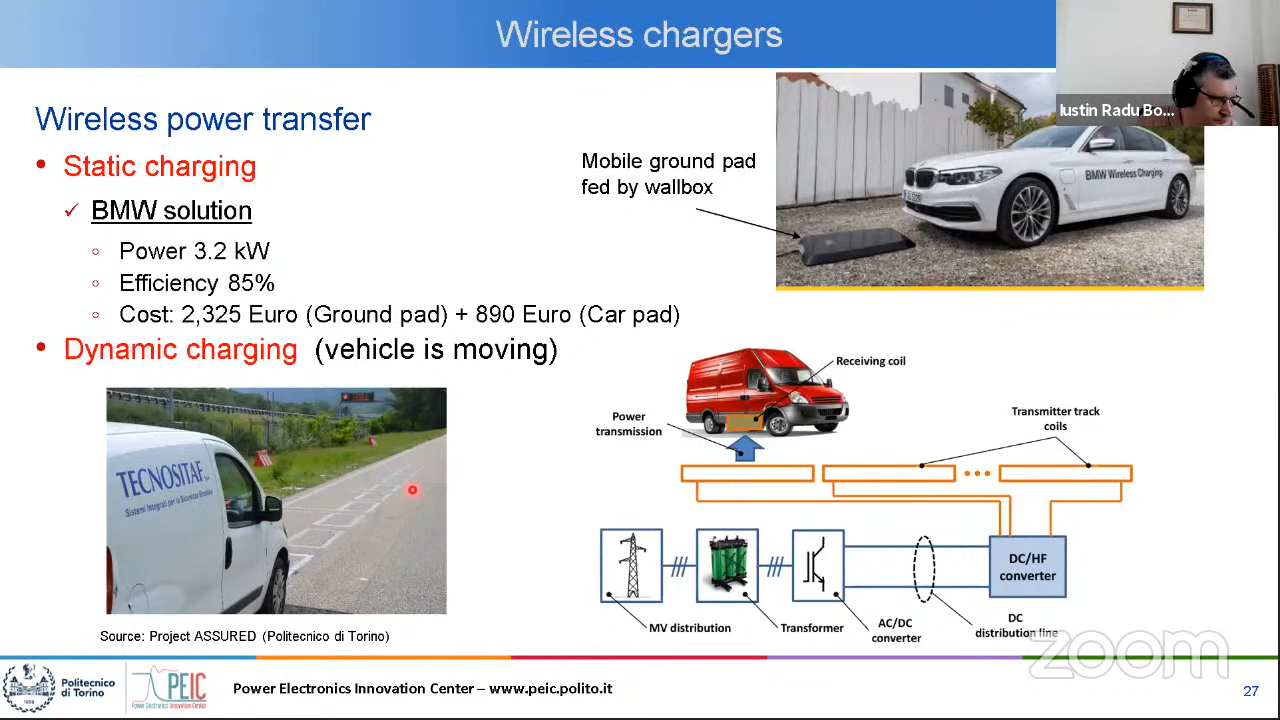 Wireless chargers
Iustin Radu Bo...
Wireless power transfer
• Static charging
✓ BMW solution
Power 3.2 kW
Efficiency 85%
Cost: 2,325 Euro (Ground pad) + 890 Euro (Car pad)
Mobile ground pad
fed by wallbox
BMW Wireless Charging
• Dynamic charging (vehicle is moving)
TECNOSITAF
Sistemi Integrati per la Sicurezza Stradale
Source: Project ASSURED (Politecnico di Torino)
Receiving coil
Power
transmission
Transmitter track
coils
DC/HF
converter
MV distribution
Transformer
AC/DC
converter
DC
distribution line
zoom
Politecnico
di Torino
PEIC
Power Electronics Innovation Center
Power Electronics Innovation Center – www.peic.polito.it
27